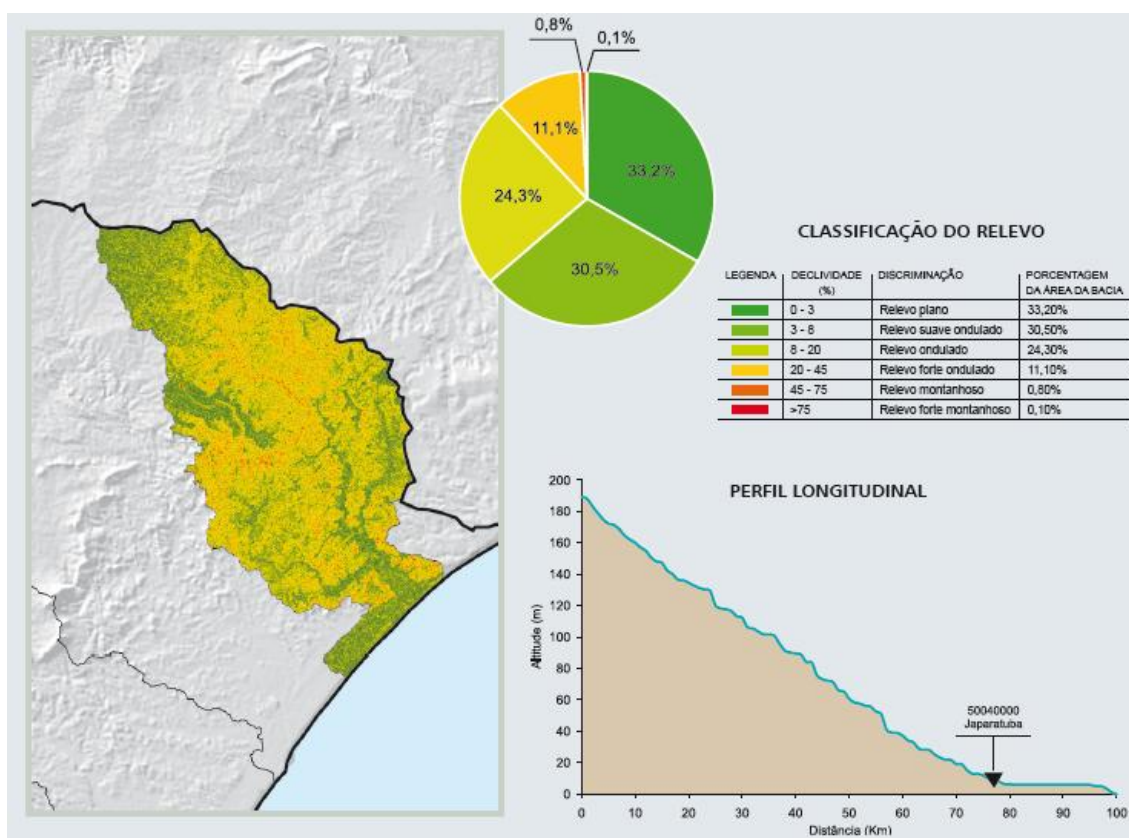 0,8%
0,1%
11,1%
33,2%
24,3%
30,5%
CLASSIFICAÇÃO DO RELEVO
LEGENDA DECLIVIDADE (%) DISCRIMINAÇÃO PORCENTAGEM DA ÁREA DA BACIA
0 - 3 Relevo plano 33,20%
3 - 8 Relevo suave ondulado 30,50%
8 - 20 Relevo ondulado 24,30%
20 - 45 Relevo forte ondulado 11,10%
45 - 75 Relevo montanhoso 0,80%
>75 Relevo forte montanhoso 0,10%
PERFIL LONGITUDINAL
200
180
160
140
120
100
80
60
40
20
0
Altitude (m)
50040000
Japaratuba
0 10 20 30 40 50 60 70 80 90 100
Distância (Km)